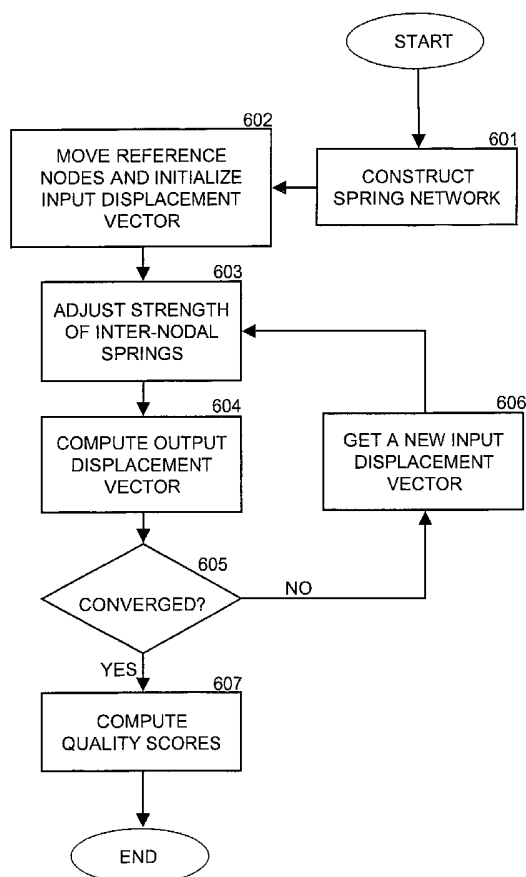 START
601
CONSTRUCT
SPRING NETWORK
602
MOVE REFERENCE
NODES AND INITIALIZE
INPUT DISPLACEMENT
VECTOR
603
ADJUST STRENGTH
OF INTER-NODAL
SPRINGS
604
COMPUTE OUTPUT
DISPLACEMENT
VECTOR
605
CONVERGED?
NO
606
GET A NEW INPUT
DISPLACEMENT
VECTOR
YES
607
COMPUTE
QUALITY SCORES
END